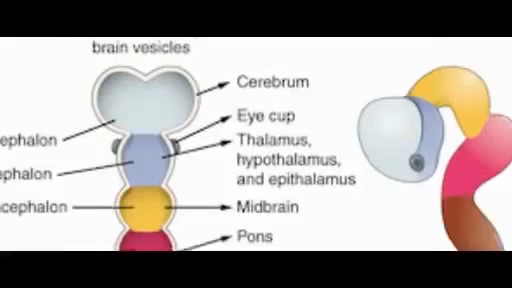 brain vesicles
Cerebrum
Eye cup
ephalon
Thalamus,
hypothalamus,
and epithalamus
ephalon
cephalon
Midbrain
Pons